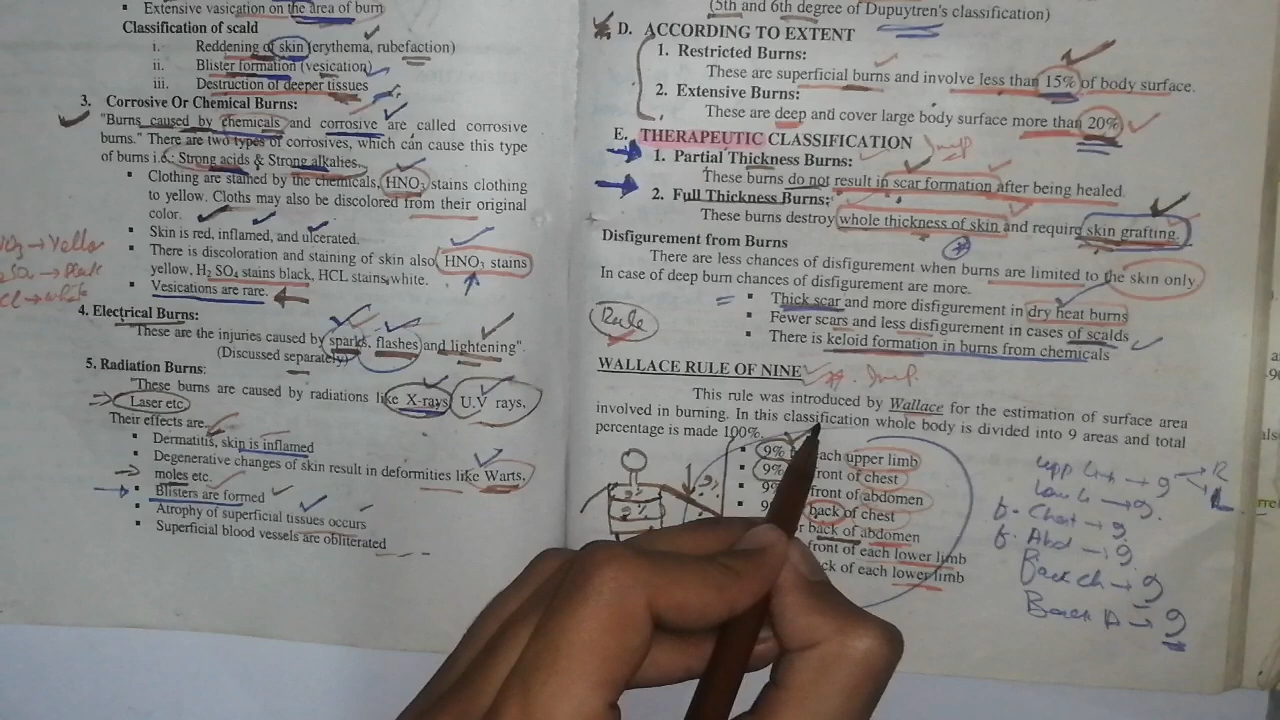 Extensive vasication on the area of burn
Classification of scald
i. Reddening of skin (erythema, rubefaction)
ii. Blister formation (vesication)
iii. Destruction of deeper tissues
3. Corrosive Or Chemical Burns:
"Burns caused by chemicals and corrosive are called corrosive
burns." There are two types of corrosives, which can cause this type
of burns i.e.: Strong acids & Strong alkalies.
Clothing are stained by the chemicals, HNO3 stains clothing
to yellow. Cloths may also be discolored from their original
color.
Skin is red, inflamed, and ulcerated.
There is discoloration and staining of skin also HNO3 stains
yellow, H2 SO4 stains black, HCL stains white.
Vesications are rare.
4. Electrical Burns:
"These are the injuries caused by sparks, flashes and lightening".
(Discussed separately)
5. Radiation Burns:
"These burns are caused by radiations like X-rays, U.V rays,
Laser etc.
Their effects are.
Dermatitis, skin is inflamed
Degenerative changes of skin result in deformities like Warts,
moles etc.
Blisters are formed
Atrophy of superficial tissues occurs
Superficial blood vessels are obliterated
(5th and 6th degree of Dupuytren's classification)
D. ACCORDING TO EXTENT
1. Restricted Burns:
These are superficial burns and involve less than 15% of body surface.
2. Extensive Burns:
These are deep and cover large body surface more than 20%
E. THERAPEUTIC CLASSIFICATION Imp
1. Partial Thickness Burns:
These burns do not result in scar formation after being healed.
2. Full Thickness Burns:
These burns destroy whole thickness of skin and require skin grafting.
Disfigurement from Burns
There are less chances of disfigurement when burns are limited to the skin only.
In case of deep burn chances of disfigurement are more.
Thick scar and more disfigurement in dry heat burns
Fewer scars and less disfigurement in cases of scalds
There is keloid formation in burns from chemicals
Rule
WALLACE RULE OF NINE Imp.
This rule was introduced by Wallace for the estimation of surface area
involved in burning. In this classification whole body is divided into 9 areas and total
percentage is made 100%.
9% each upper limb
9% front of chest
front of abdomen
back of chest
back of abdomen
front of each lower limb
of each lower limb
upp → 9
→ 9
f. Chest → 9
f. Abd → 9
Back ch → 9
Back A → 9